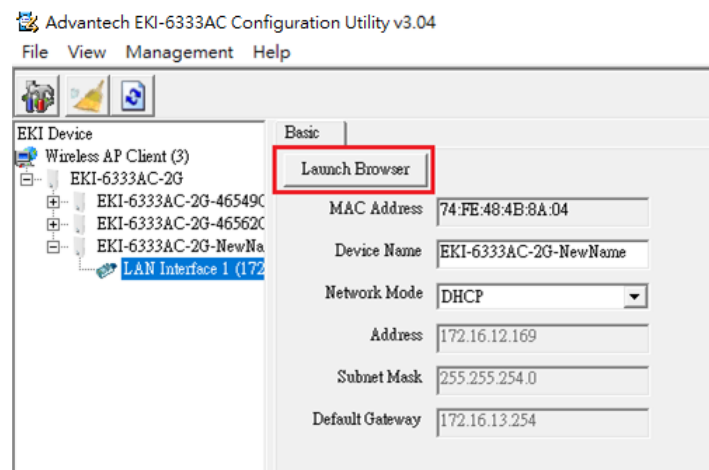 Advantech EKI-6333AC Configuration Utility v3.04
File View Management Help
EKI Device
Wireless AP Client (3)
EKI-6333AC-2G
EKI-6333AC-2G-46549C
EKI-6333AC-2G-46562C
EKI-6333AC-2G-NewNa
LAN Interface 1 (172
Basic
Launch Browser
MAC Address 74:FE:48:4B:8A:04
Device Name EKI-6333AC-2G-NewName
Network Mode DHCP
Address 172.16.12.169
Subnet Mask 255.255.254.0
Default Gateway 172.16.13.254